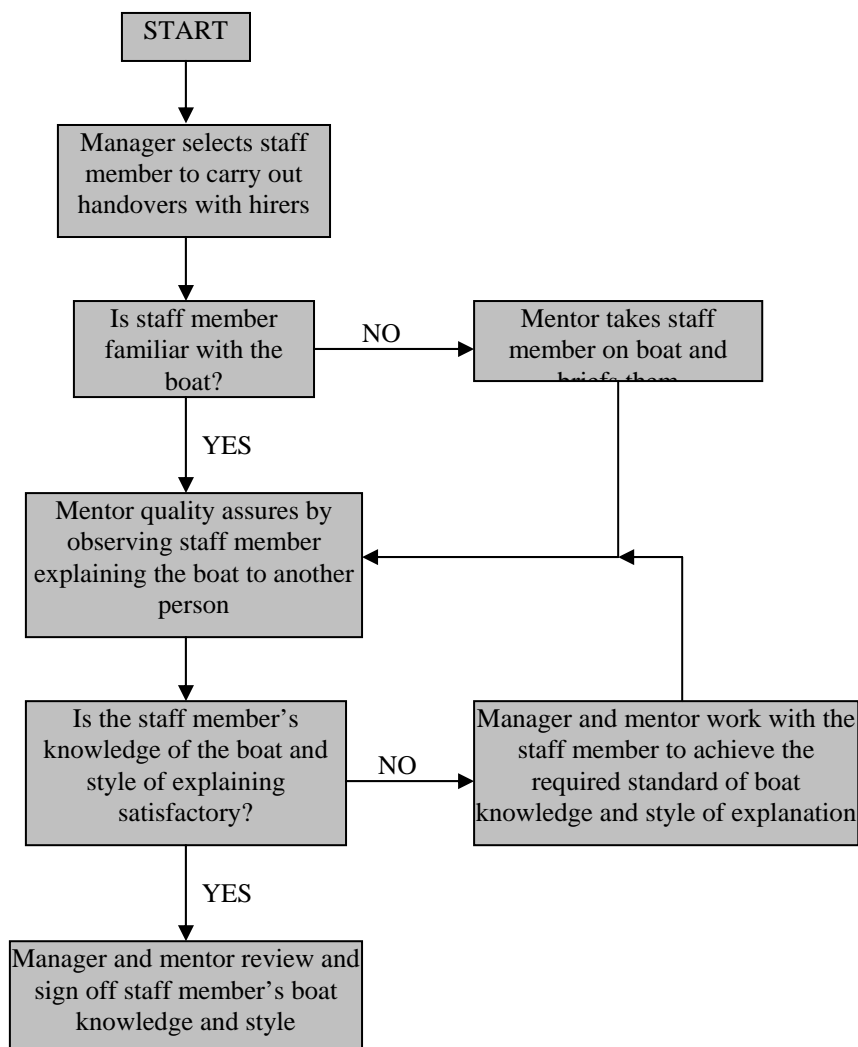 START
Manager selects staff
member to carry out
handovers with hirers
Is staff member
familiar with the
boat?
NO
Mentor takes staff
member on boat and
briefs them
YES
Mentor quality assures by
observing staff member
explaining the boat to another
person
Is the staff member’s
knowledge of the boat and
style of explaining
satisfactory?
NO
Manager and mentor work with the
staff member to achieve the
required standard of boat
knowledge and style of explanation
YES
Manager and mentor review and
sign off staff member’s boat
knowledge and style